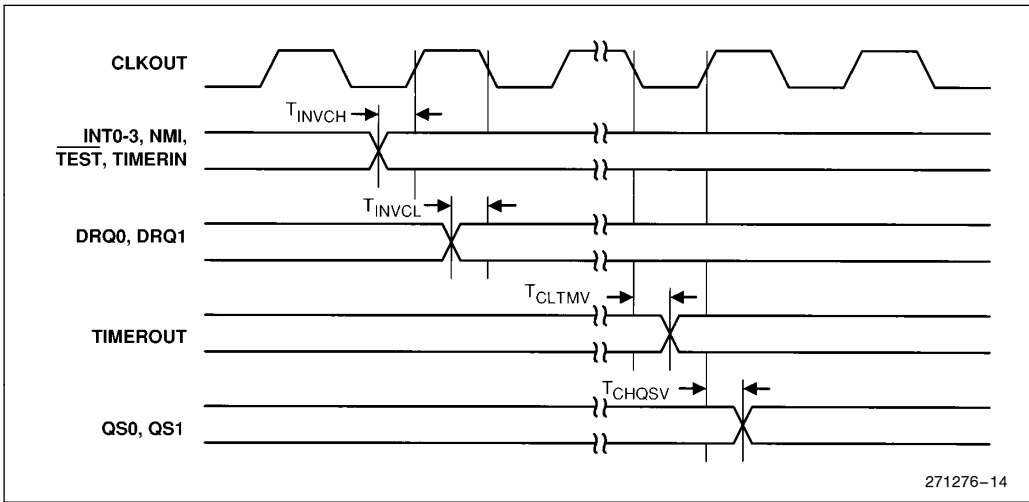 CLKOUT
TINVCH
INT0-3, NMI,
TEST, TIMERIN
TINVCL
DRQ0, DRQ1
TCLTMV
TIMEROUT
TCHQSV
QS0, QS1
271276-14